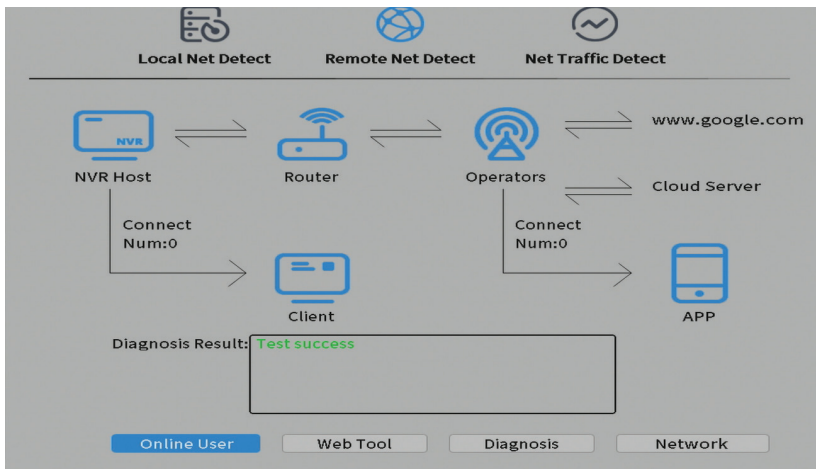 Local Net Detect
Remote Net Detect
Net Traffic Detect
NVR
www.google.com
NVR Host
Router
Operators
Cloud Server
Connect
Num:0
Connect
Num:0
Client
APP
Diagnosis Result:
Test success
Online User
Web Tool
Diagnosis
Network